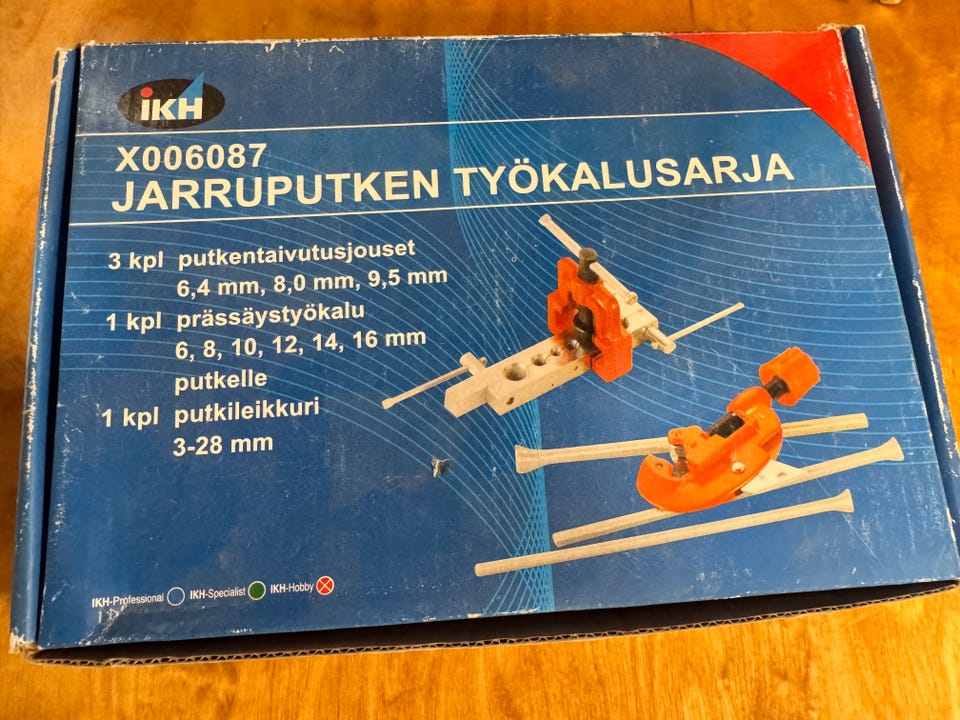 iKH
X006087
JARRUPUTKEN TYÖKALUSARJA
3 kpl putkentaivutusjouset
6,4 mm, 8,0 mm, 9,5 mm
1 kpl prässäystyökalu
6, 8, 10, 12, 14, 16 mm
putkelle
1 kpl putkileikkuri
3-28 mm
IKH-Professional IKH-Specialist IKH-Hobby